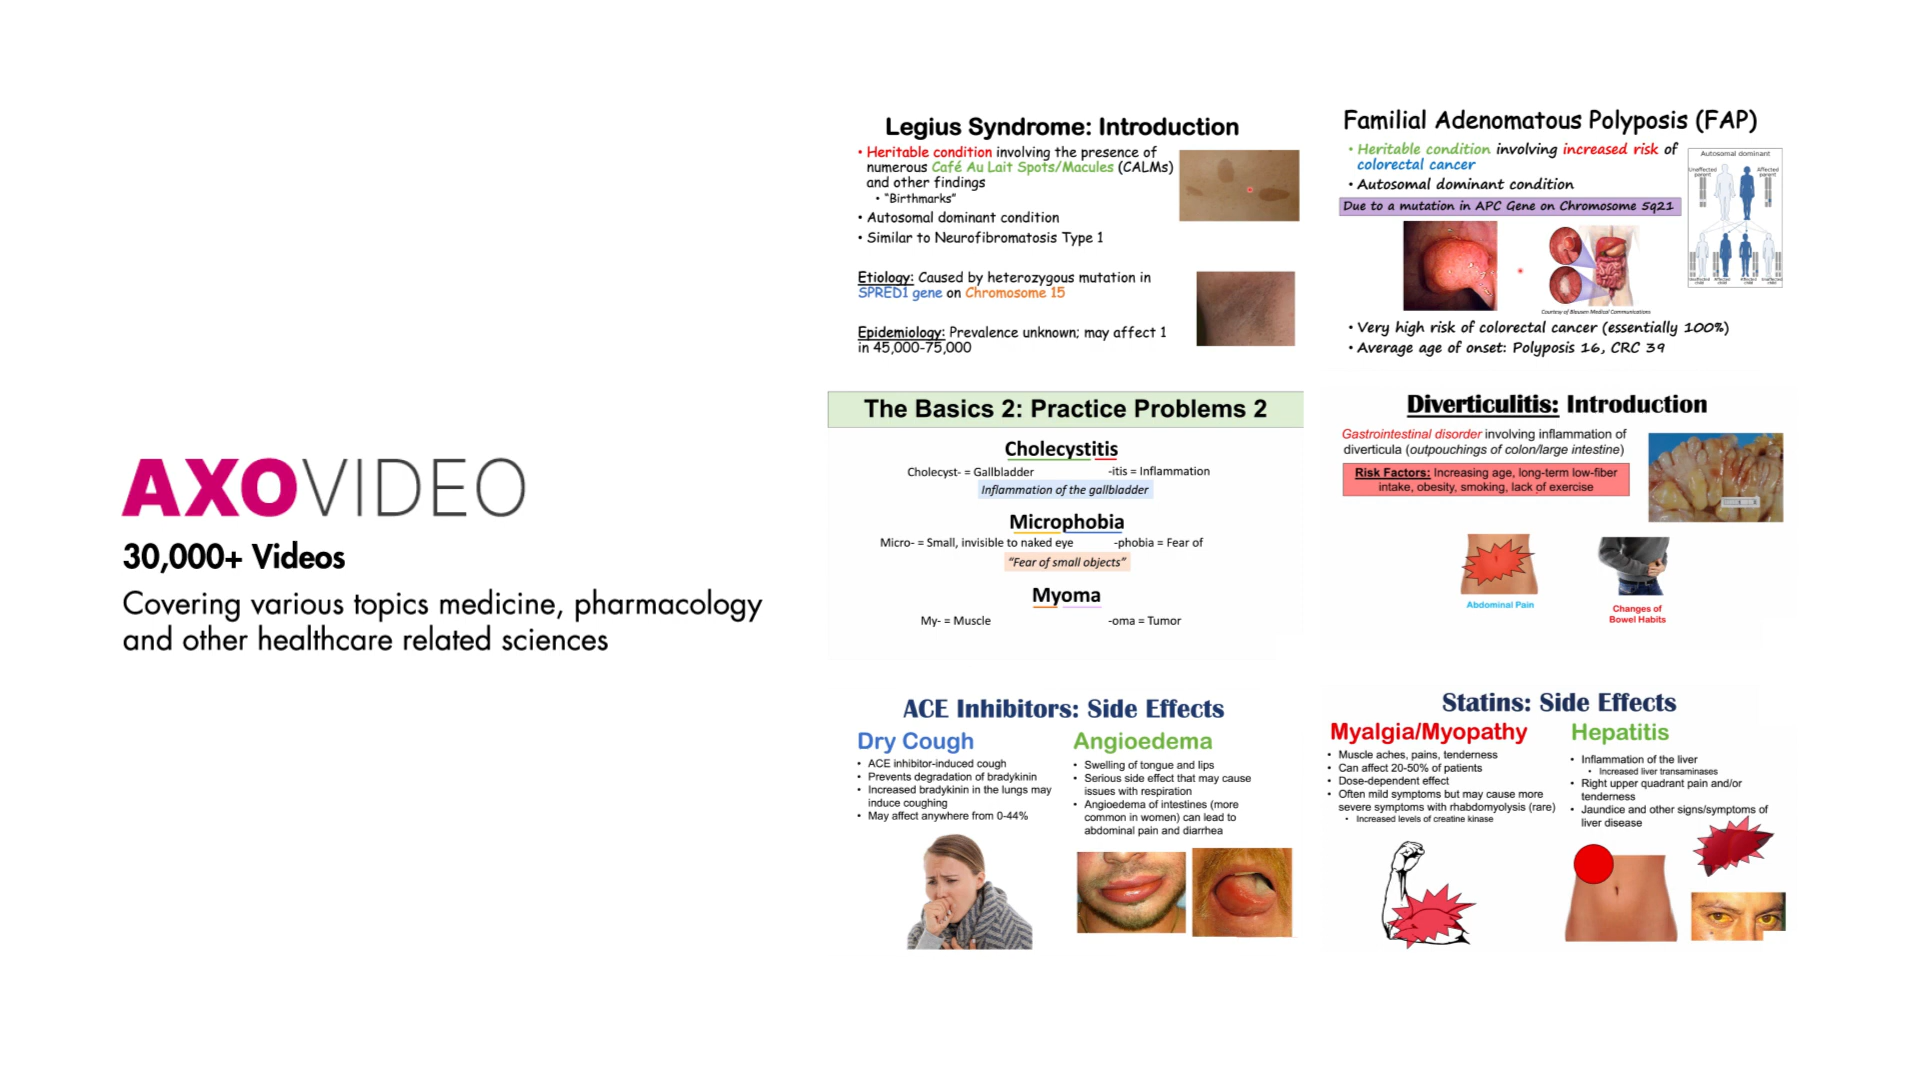 AXOVIDEO
30,000+ Videos
Covering various topics medicine, pharmacology
and other healthcare related sciences
Legius Syndrome: Introduction
• Heritable condition involving the presence of
numerous Café Au Lait Spots/Macules (CALMs)
and other findings
• "Birthmarks"
• Autosomal dominant condition
• Similar to Neurofibromatosis Type 1
Etiology: Caused by heterozygous mutation in
SPRED1 gene on Chromosome 15
Epidemiology: Prevalence unknown; may affect 1
in 45,000-75,000
Familial Adenomatous Polyposis (FAP)
• Heritable condition involving increased risk of
colorectal cancer
• Autosomal dominant condition
Due to a mutation in APC Gene on Chromosome 5q21
Autosomal dominant
Unaffected parent
Affected parent
Courtesy of Blausen Medical Communications
• Very high risk of colorectal cancer (essentially 100%)
• Average age of onset: Polyposis 16, CRC 39
The Basics 2: Practice Problems 2
Cholecystitis
Cholecyst- = Gallbladder -itis = Inflammation
Inflammation of the gallbladder
Microphobia
Micro- = Small, invisible to naked eye -phobia = Fear of
"Fear of small objects"
Myoma
My- = Muscle -oma = Tumor
Diverticulitis: Introduction
Gastrointestinal disorder involving inflammation of
diverticula (outpouchings of colon/large intestine)
Risk Factors: Increasing age, long-term low-fiber
intake, obesity, smoking, lack of exercise
Abdominal Pain
Changes of
Bowel Habits
ACE Inhibitors: Side Effects
Dry Cough
• ACE inhibitor-induced cough
• Prevents degradation of bradykinin
• Increased bradykinin in the lungs may
induce coughing
• May affect anywhere from 0-44%
Angioedema
• Swelling of tongue and lips
• Serious side effect that may cause
issues with respiration
• Angioedema of intestines (more
common in women) can lead to
abdominal pain and diarrhea
Statins: Side Effects
Myalgia/Myopathy
• Muscle aches, pains, tenderness
• Can affect 20-50% of patients
• Dose-dependent effect
• Often mild symptoms but may cause more
severe symptoms with rhabdomyolysis (rare)
• Increased levels of creatine kinase
Hepatitis
• Inflammation of the liver
• Increased liver transaminases
• Right upper quadrant pain and/or
tenderness
• Jaundice and other signs/symptoms of
liver disease